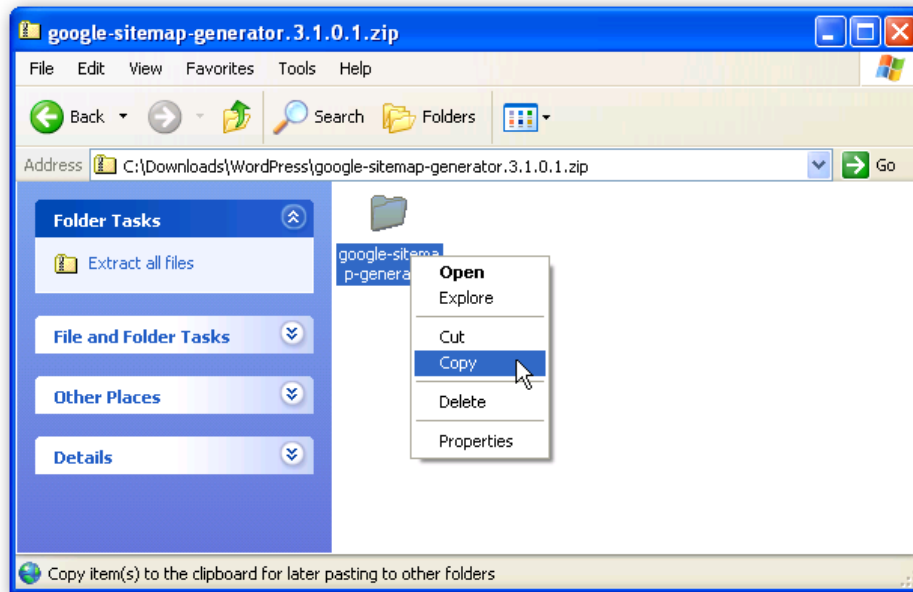 google-sitemap-generator.3.1.0.1.zip
File Edit View Favorites Tools Help
Back Search Folders
Address C:\Downloads\WordPress\google-sitemap-generator.3.1.0.1.zip Go
Folder Tasks
Extract all files
File and Folder Tasks
Other Places
Details
google-sitema
p-genera
Open
Explore
Cut
Copy
Delete
Properties
Copy item(s) to the clipboard for later pasting to other folders